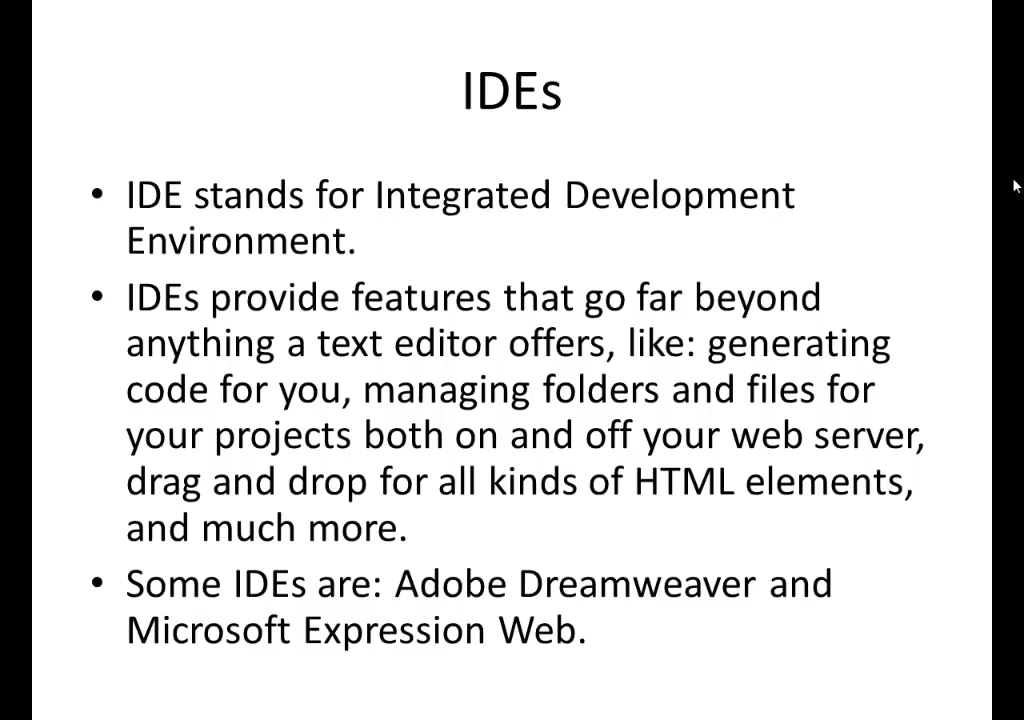 IDEs
• IDE stands for Integrated Development
Environment.
• IDEs provide features that go far beyond
anything a text editor offers, like: generating
code for you, managing folders and files for
your projects both on and off your web server,
drag and drop for all kinds of HTML elements,
and much more.
• Some IDEs are: Adobe Dreamweaver and
Microsoft Expression Web.